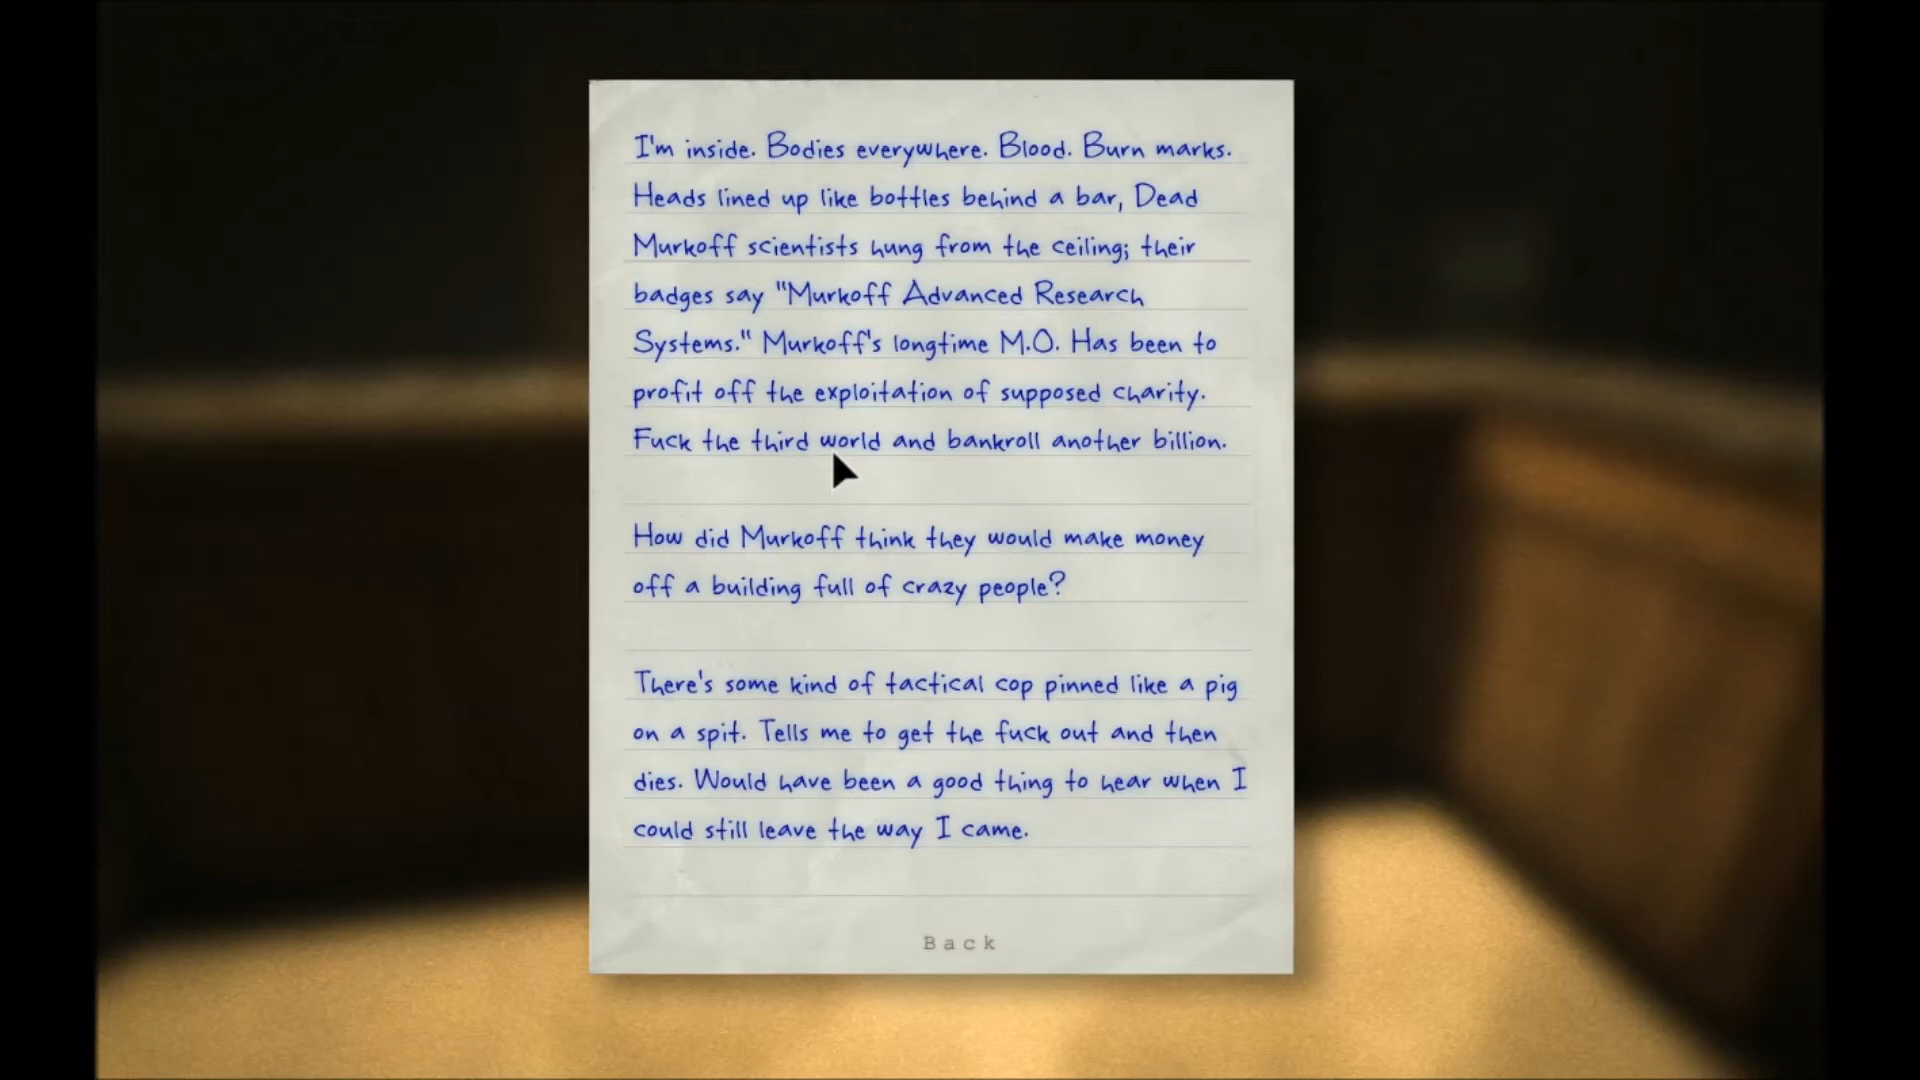 I'm inside. Bodies everywhere. Blood. Burn marks.
Heads lined up like bottles behind a bar, Dead
Murkoff scientists hung from the ceiling; their
badges say "Murkoff Advanced Research
Systems." Murkoff's longtime M.O. Has been to
profit off the exploitation of supposed charity.
Fuck the third world and bankroll another billion.
How did Murkoff think they would make money
off a building full of crazy people?
There's some kind of tactical cop pinned like a pig
on a spit. Tells me to get the fuck out and then
dies. Would have been a good thing to hear when I
could still leave the way I came.
Back